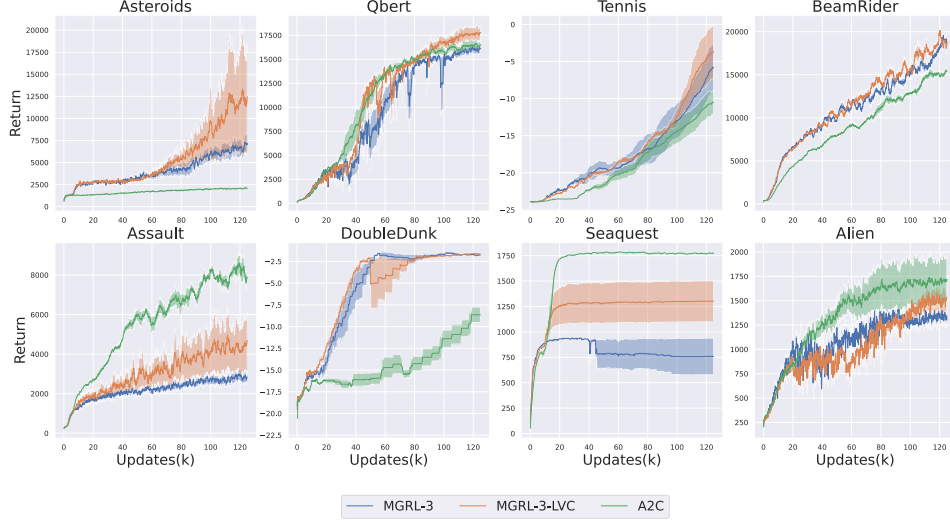 Asteroids
Qbert
Tennis
BeamRider
Return
20000
17500
15000
12500
10000
7500
5000
2500
0
0 20 40 60 80 100 120
17500
15000
12500
10000
7500
5000
2500
0
0 20 40 60 80 100 120
0
−5
−10
−15
−20
−25
0 20 40 60 80 100 120
20000
15000
10000
5000
0
0 20 40 60 80 100 120
Assault
DoubleDunk
Seaquest
Alien
Return
8000
6000
4000
2000
0
0 20 40 60 80 100 120
Updates(k)
−2.5
−5.0
−7.5
−10.0
−12.5
−15.0
−17.5
−20.0
−22.5
0 20 40 60 80 100 120
Updates(k)
1750
1500
1250
1000
750
500
250
0
0 20 40 60 80 100 120
Updates(k)
2000
1750
1500
1250
1000
750
500
250
0 20 40 60 80 100 120
Updates(k)
MGRL-3 MGRL-3-LVC A2C